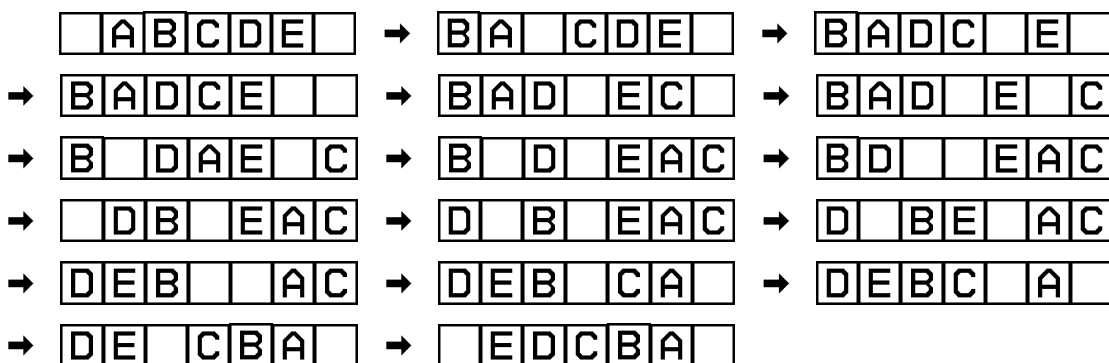 ABCDE → BA CDE → BADC E
→ BADCE → BAD EC → BAD E C
→ B DAE C → B D EAC → BD EAC
→ DB EAC → D B EAC → D BE AC
→ DEB AC → DEB CA → DEBC A
→ DE CBA → EDCBA